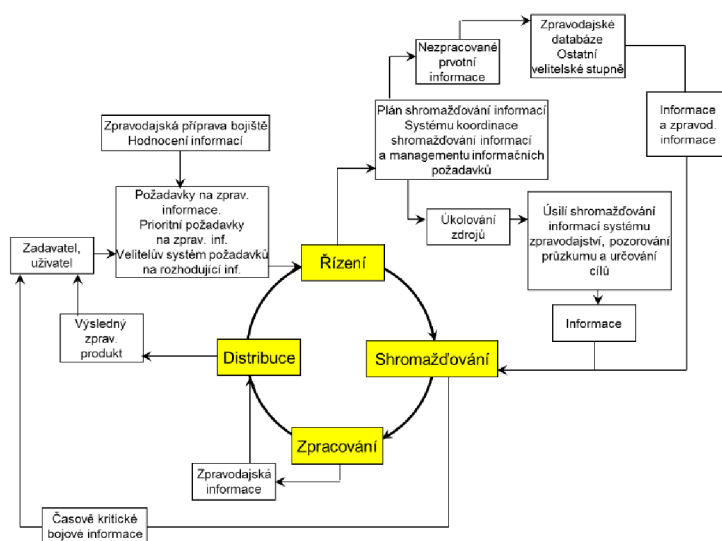 Nezpracované
prvotní
informace
Zpravodajské
databáze
Ostatní
velitelské stupně
Zpravodajská příprava bojiště
Hodnocení informací
Plán shromažďování informací
Systému koordinace
shromažďování informací
a managementu informačních
požadavků
Informace
a zpravod.
informace
Požadavky na zprav.
informace.
Prioritní požadavky
na zprav. inf.
Velitelův systém požadavků
na rozhodující inf.
Úkolování
zdrojů
Úsilí shromažďování
informací systému
zpravodajství, pozorování
průzkumu a určování
cílů
Zadavatel,
uživatel
Řízení
Informace
Výsledný
zprav.
produkt
Distribuce
Shromažďování
Zpracování
Zpravodajská
informace
Časově kritické
bojové informace